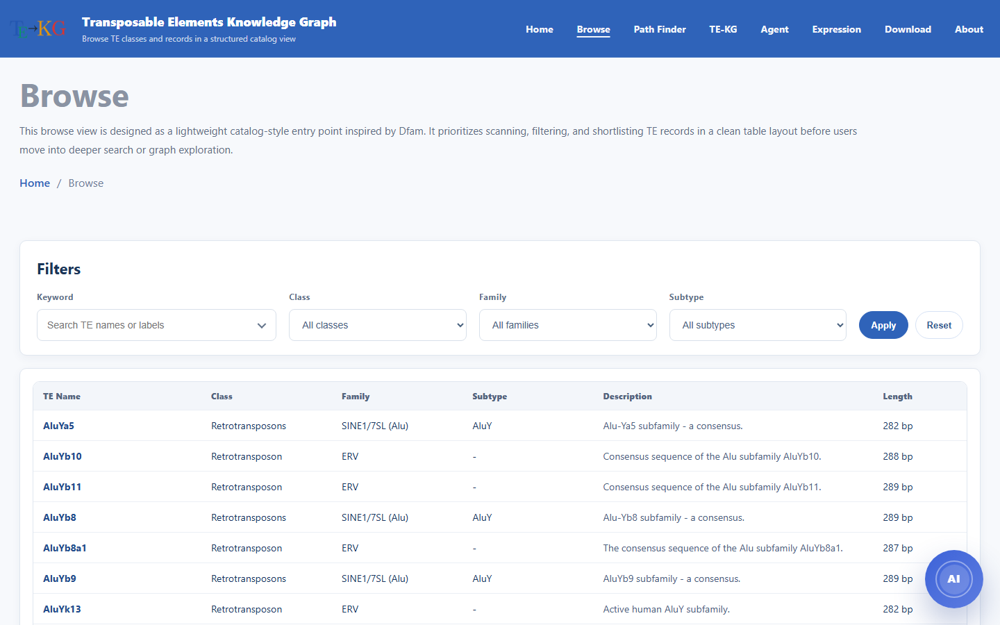 TE→KG
Transposable Elements Knowledge Graph
Browse TE classes and records in a structured catalog view
Home Browse Path Finder TE-KG Agent Expression Download About
Browse
This browse view is designed as a lightweight catalog-style entry point inspired by Dfam. It prioritizes scanning, filtering, and shortlisting TE records in a clean table layout before users
move into deeper search or graph exploration.
Home / Browse
Filters
Keyword Class Family Subtype
Search TE names or labels All classes All families All subtypes Apply Reset
TE Name Class Family Subtype Description Length
AluYa5 Retrotransposons SINE1/7SL (Alu) AluY Alu-Ya5 subfamily - a consensus. 282 bp
AluYb10 Retrotransposon ERV - Consensus sequence of the Alu subfamily AluYb10. 288 bp
AluYb11 Retrotransposon ERV - Consensus sequence of the Alu subfamily AluYb11. 289 bp
AluYb8 Retrotransposons SINE1/7SL (Alu) AluY Alu-Yb8 subfamily - a consensus. 289 bp
AluYb8a1 Retrotransposon ERV - The consensus sequence of the Alu subfamily AluYb8a1. 287 bp
AluYb9 Retrotransposons SINE1/7SL (Alu) AluY AluYb9 subfamily - a consensus. 289 bp
AI
AluYk13 Retrotransposon ERV - Active human AluY subfamily. 282 bp